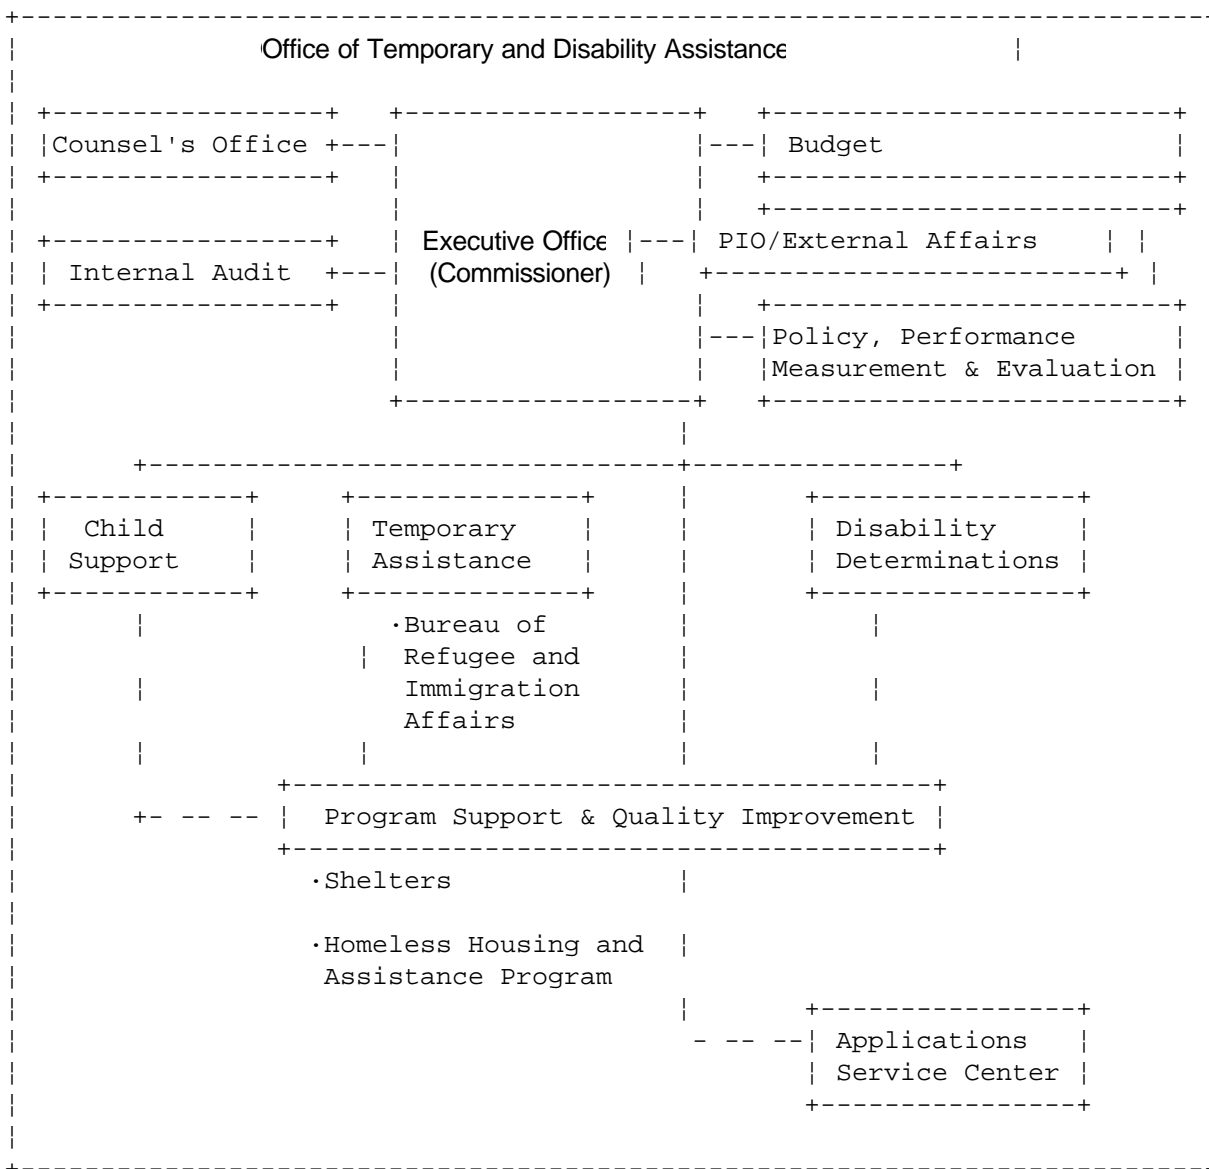 Office of Temporary and Disability Assistance
Counsel's Office
Budget
Executive Office
PIO/External Affairs
Internal Audit
(Commissioner)
Policy, Performance
Measurement & Evaluation
Child
Temporary
Disability
Support
Assistance
Determinations
·Bureau of
Refugee and
Immigration
Affairs
Program Support & Quality Improvement
·Shelters
·Homeless Housing and
Assistance Program
Applications
Service Center